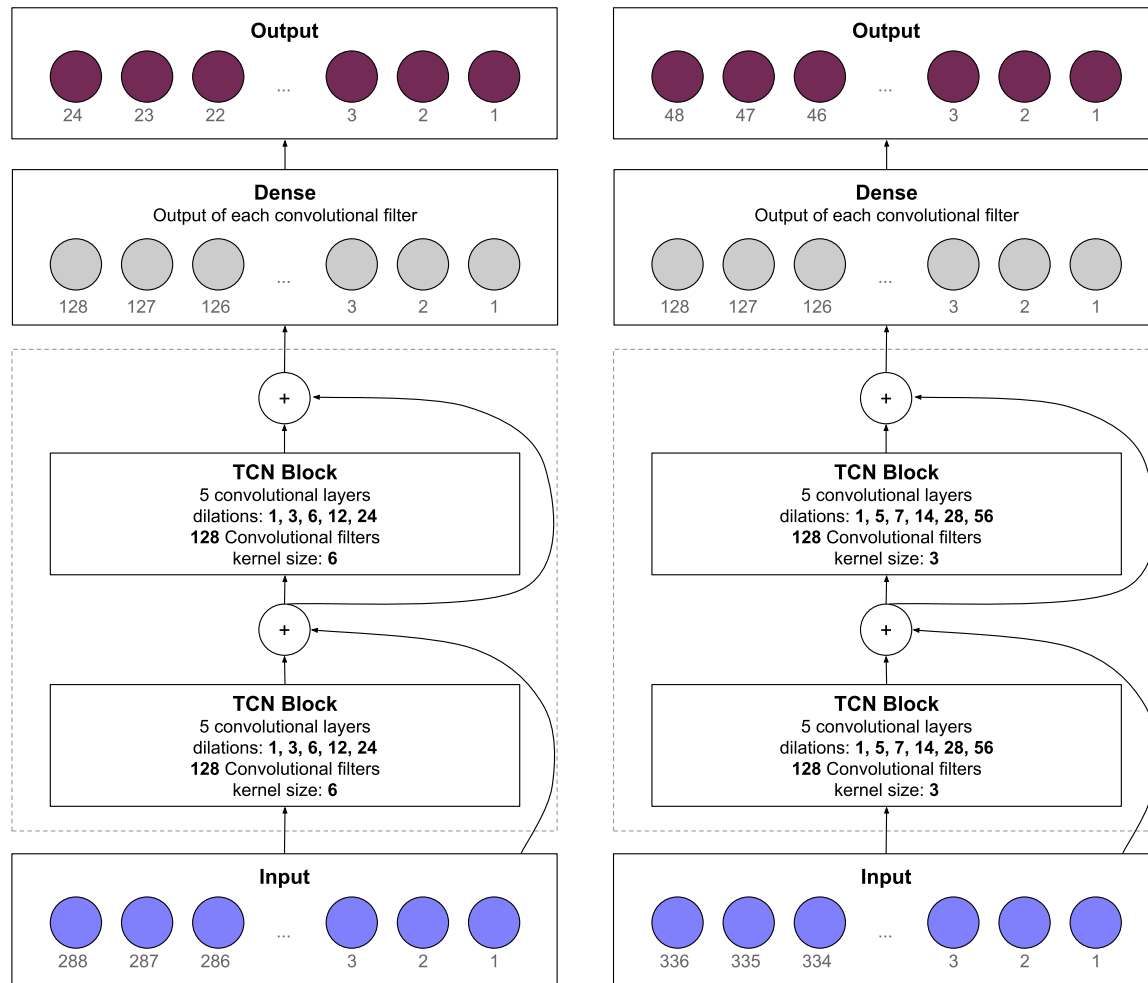 Output
24 23 22 ... 3 2 1
Dense
Output of each convolutional filter
128 127 126 ... 3 2 1
+
TCN Block
5 convolutional layers
dilations: 1, 3, 6, 12, 24
128 Convolutional filters
kernel size: 6
+
TCN Block
5 convolutional layers
dilations: 1, 3, 6, 12, 24
128 Convolutional filters
kernel size: 6
Input
288 287 286 ... 3 2 1
Output
48 47 46 ... 3 2 1
Dense
Output of each convolutional filter
128 127 126 ... 3 2 1
+
TCN Block
5 convolutional layers
dilations: 1, 5, 7, 14, 28, 56
128 Convolutional filters
kernel size: 3
+
TCN Block
5 convolutional layers
dilations: 1, 5, 7, 14, 28, 56
128 Convolutional filters
kernel size: 3
Input
336 335 334 ... 3 2 1